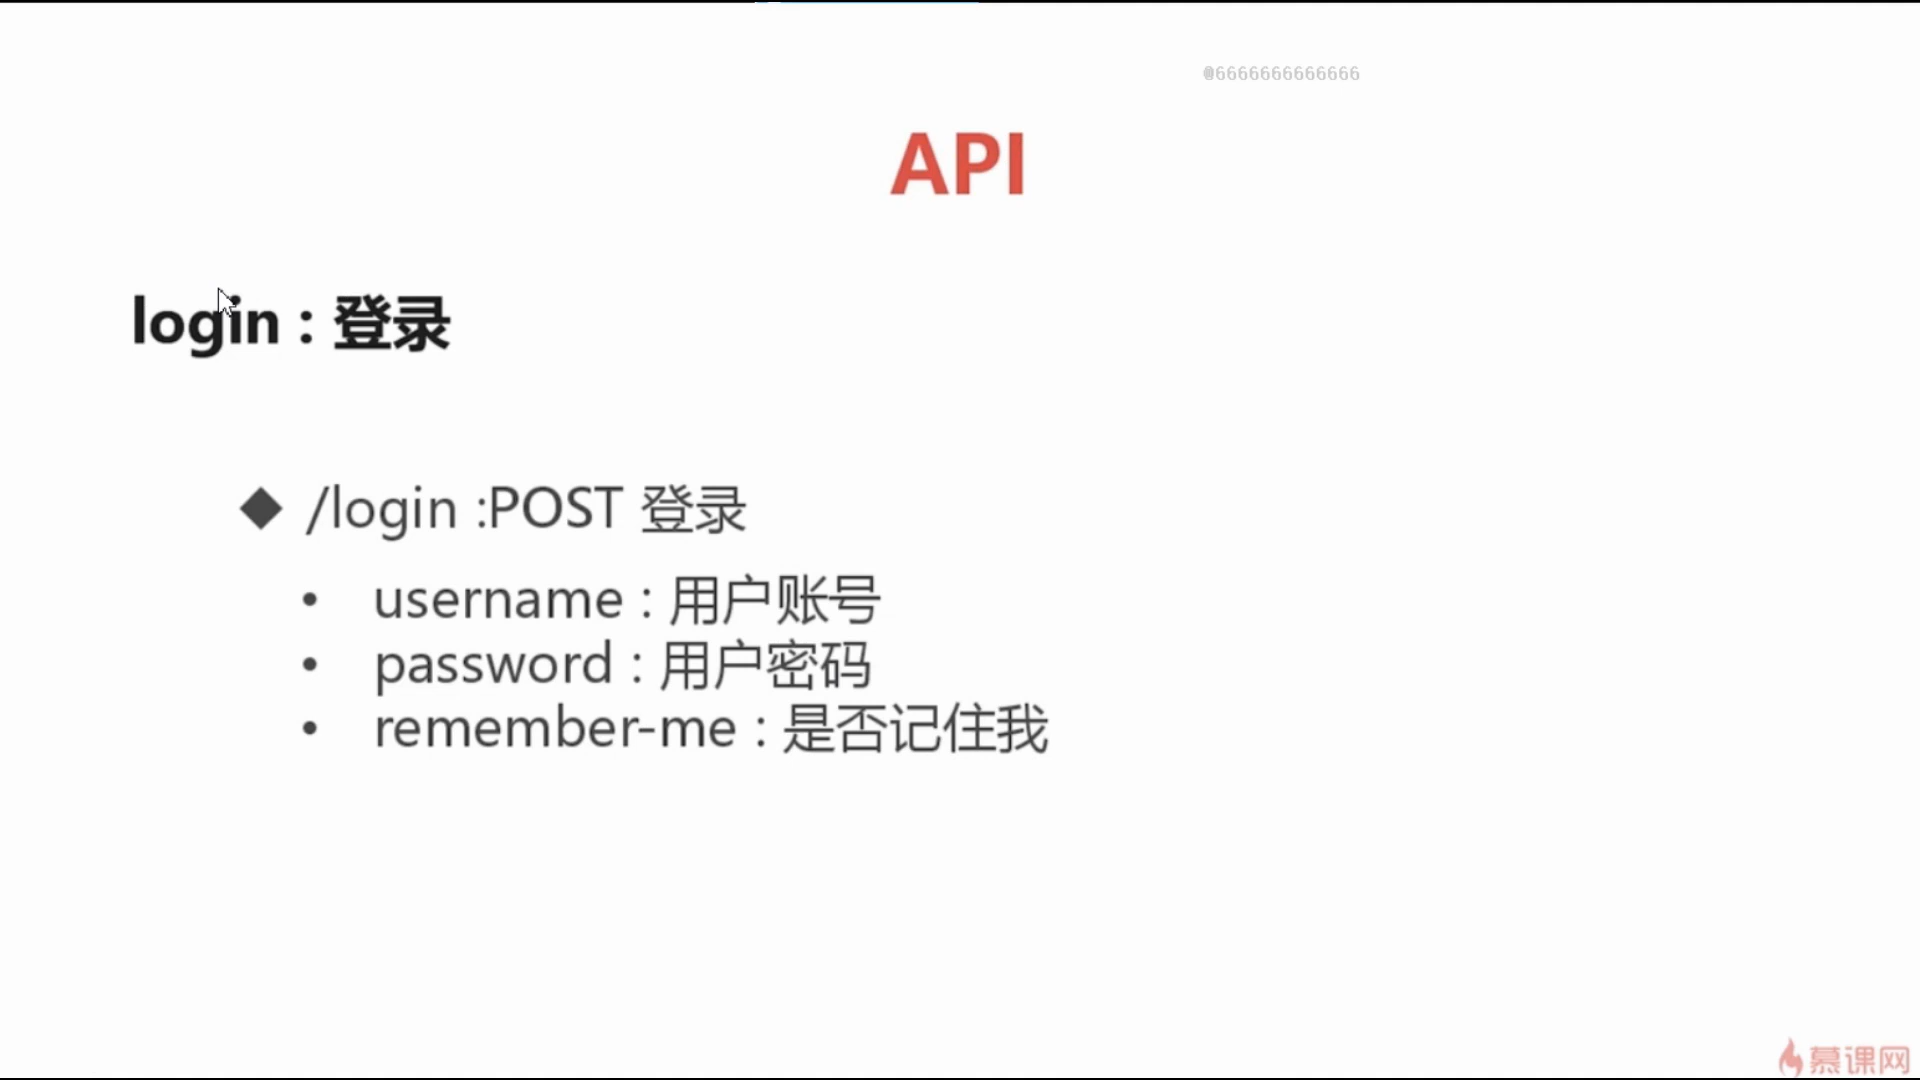 @6666666666666
API
login : 登录
/login :POST 登录
username : 用户账号
password : 用户密码
remember-me : 是否记住我
慕课网